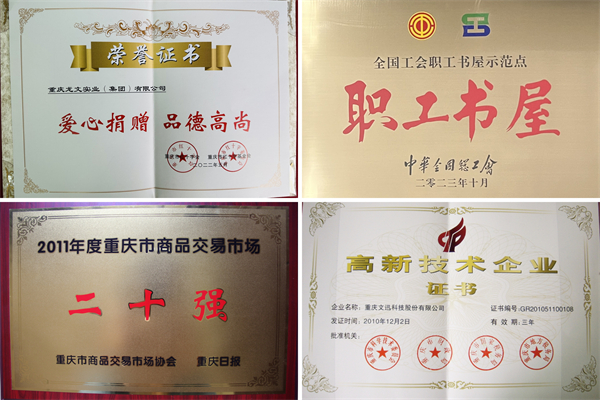 荣誉证书
重庆龙文实业(集团)有限公司
爱心捐赠 品德高尚
全国工会职工书屋示范点
职工书屋
中华全国总工会
二〇二三年十月
2011年度重庆市商品交易市场
二十强
重庆市商品交易市场协会 重庆日报
高新技术企业
证书
企业名称:重庆文迅科技股份有限公司
证书编号:GR201051100108
发证时间:2010年12月2日
有效期:三年
批准机关: